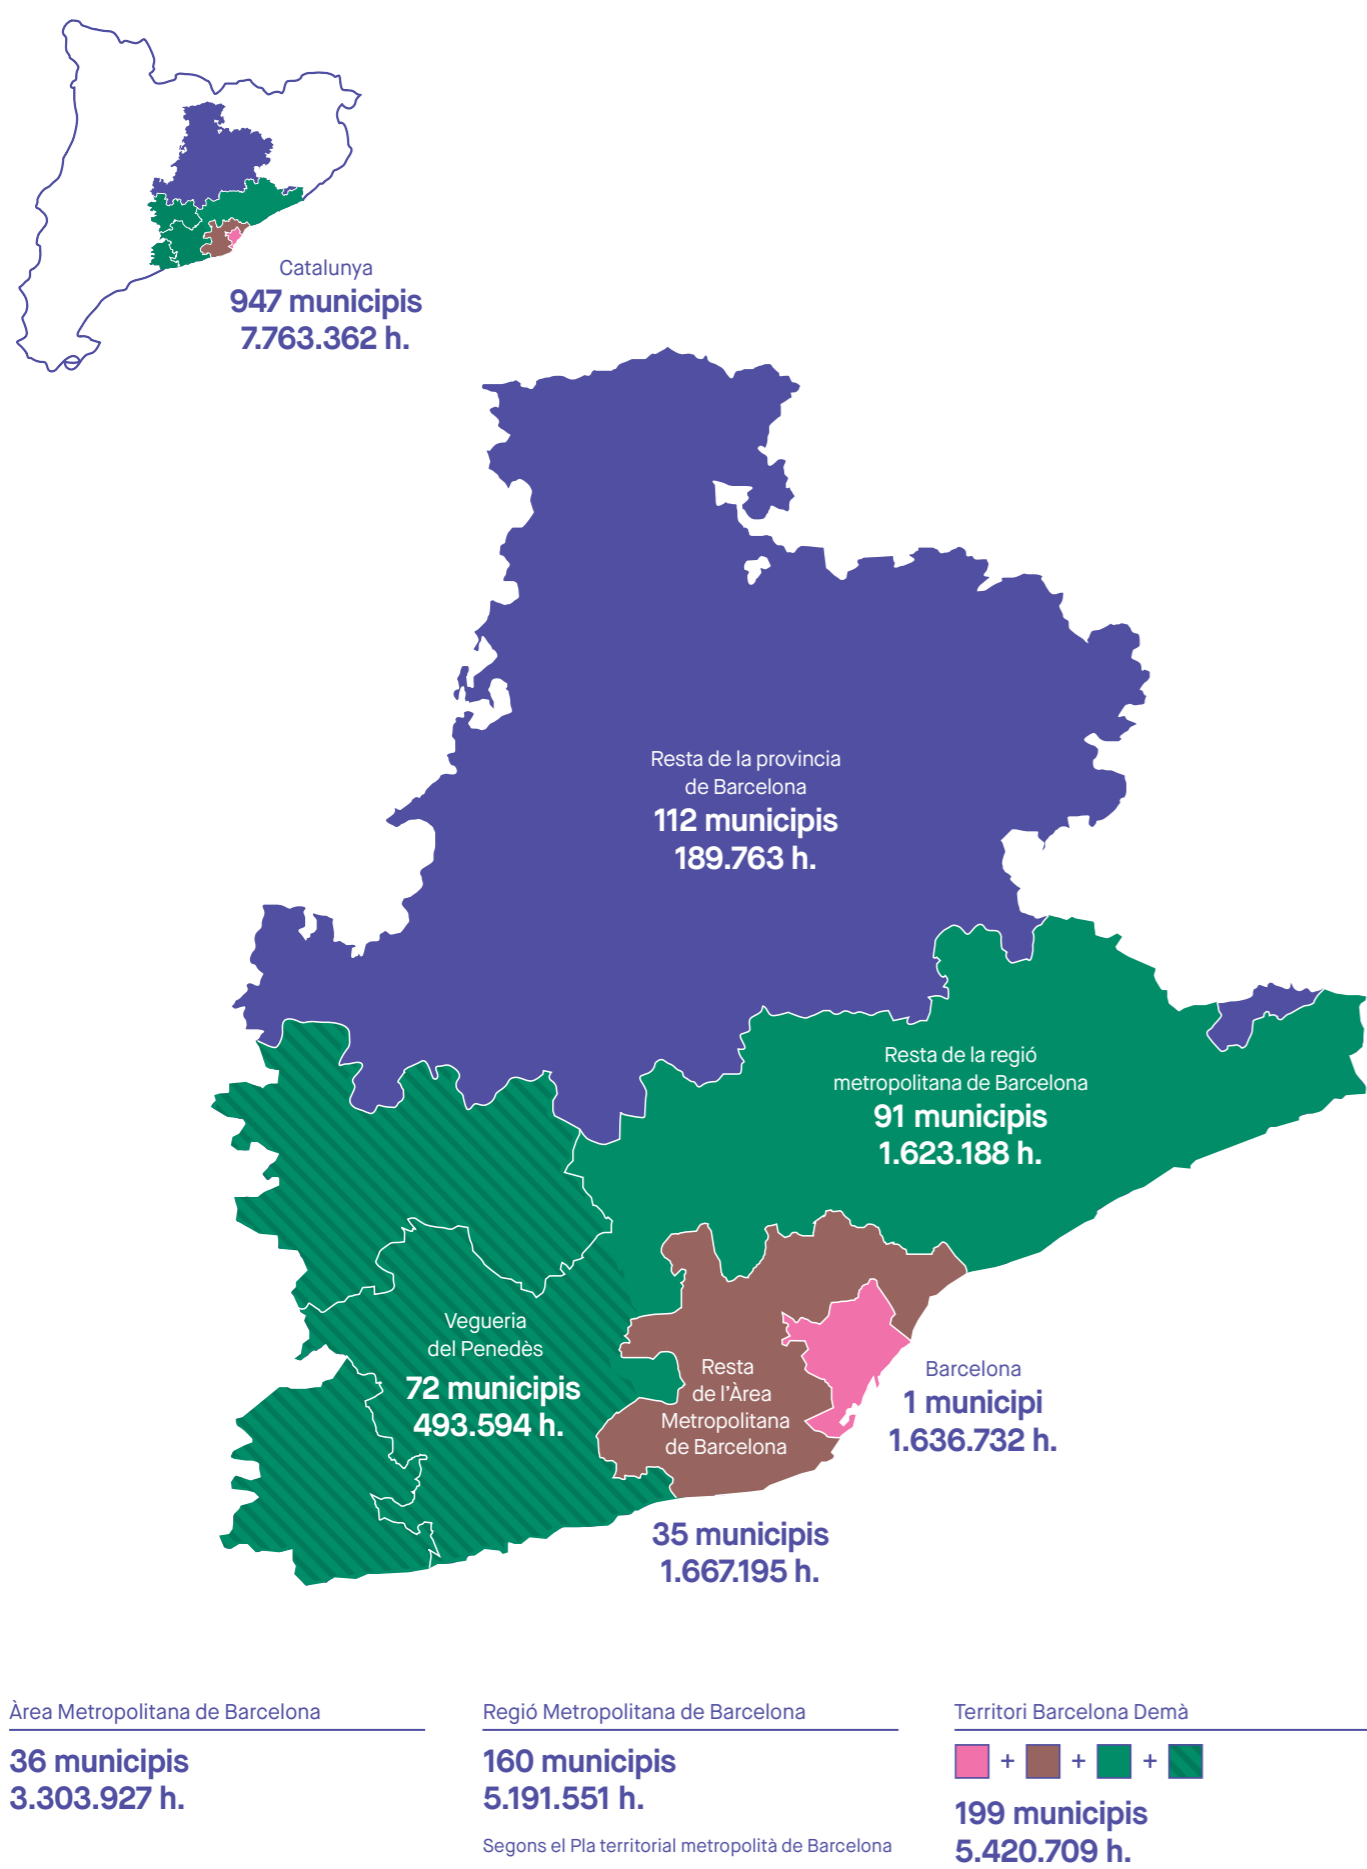 Catalunya
947 municipis
7.763.362 h.
Resta de la provincia
de Barcelona
112 municipis
189.763 h.
Resta de la regió
metropolitana de Barcelona
91 municipis
1.623.188 h.
Vegueria
del Penedès
72 municipis
493.594 h.
Resta
de l'Àrea
Metropolitana
de Barcelona
35 municipis
1.667.195 h.
Barcelona
1 municipi
1.636.732 h.
Àrea Metropolitana de Barcelona
36 municipis
3.303.927 h.
Regió Metropolitana de Barcelona
160 municipis
5.191.551 h.
Segons el Pla territorial metropolità de Barcelona
Territori Barcelona Demà
+ + +
199 municipis
5.420.709 h.